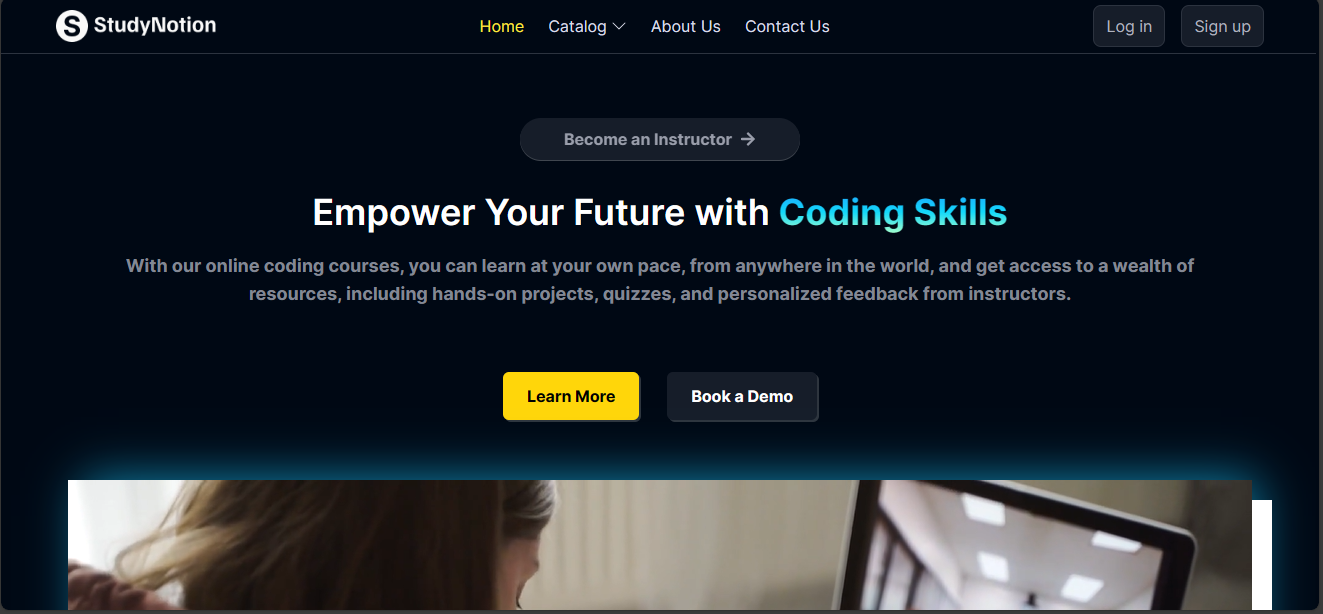 S StudyNotion
Home Catalog About Us Contact Us
Log in Sign up
Become an Instructor →
Empower Your Future with Coding Skills
With our online coding courses, you can learn at your own pace, from anywhere in the world, and get access to a wealth of
resources, including hands-on projects, quizzes, and personalized feedback from instructors.
Learn More Book a Demo